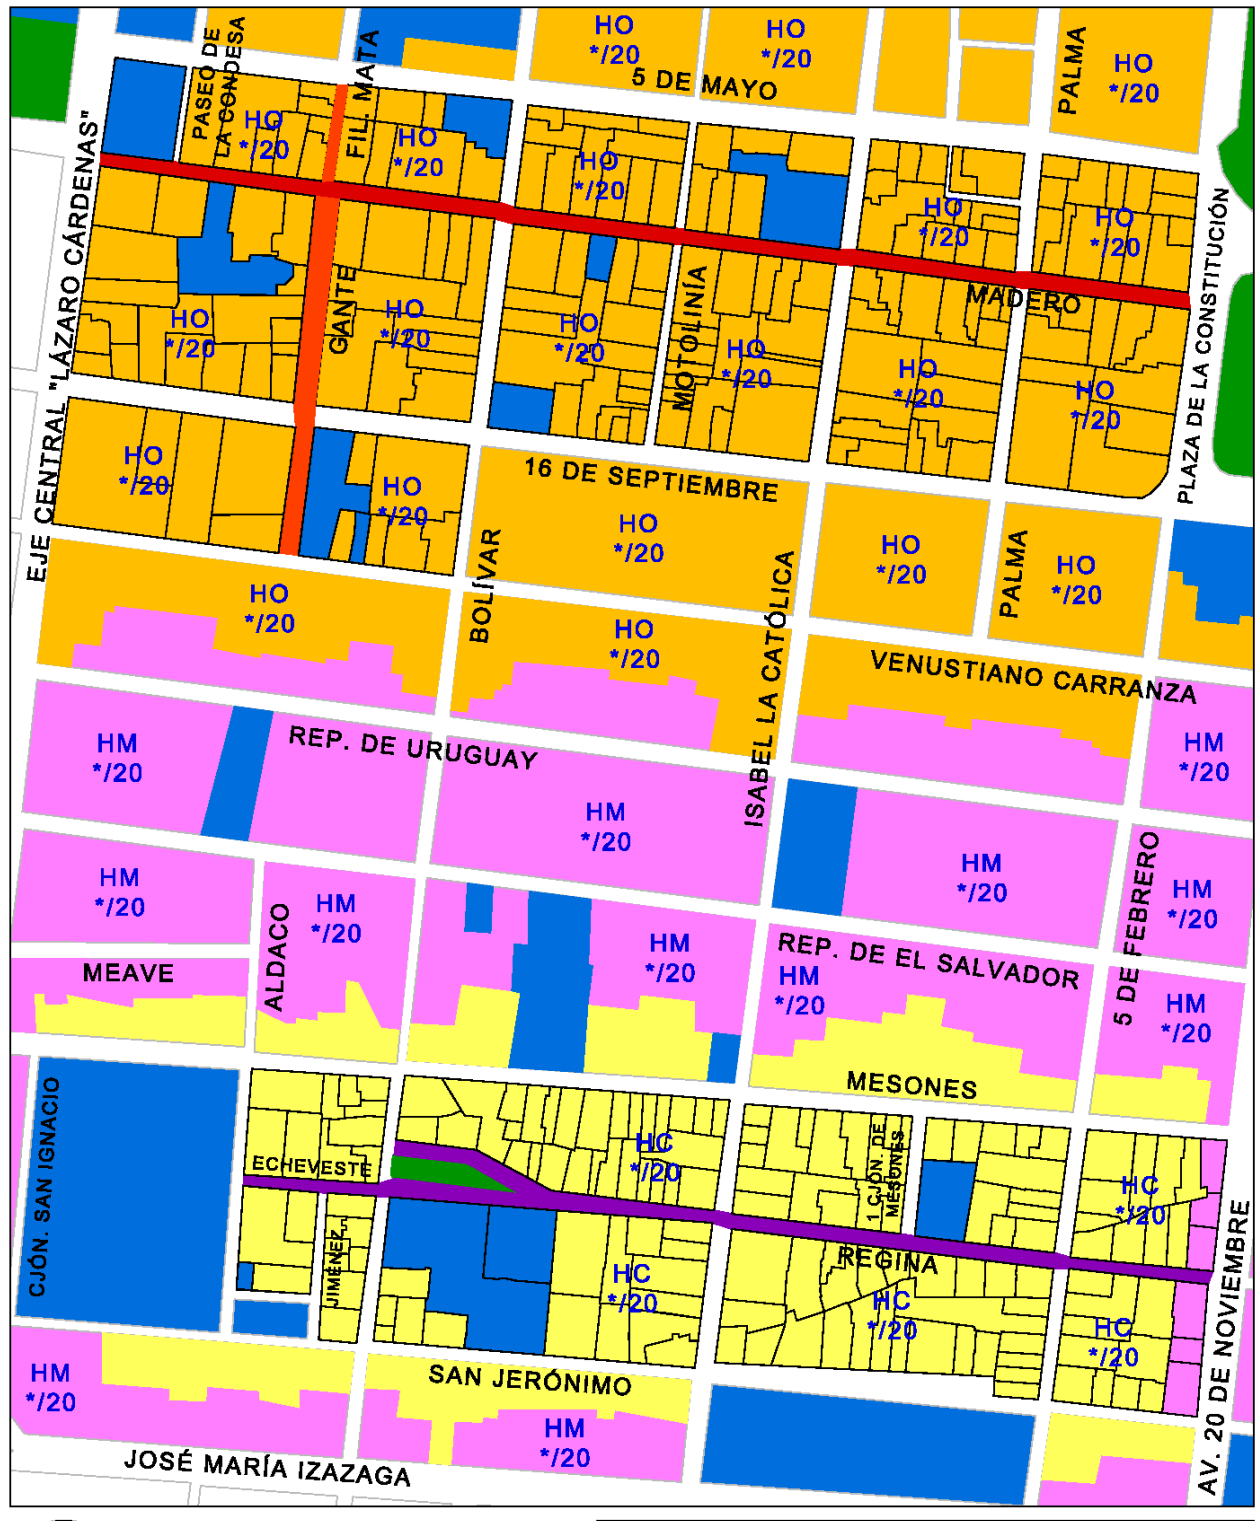 HO
*/20
HO
*/20
HO
*/20
5 DE MAYO
PASEO DE
LA CONDESA
FIL. MATA
PALMA
HO
*/20
HO
*/20
HO
*/20
HO
*/20
HO
*/20
EJE CENTRAL "LÁZARO CÁRDENAS"
PLAZA DE LA CONSTITUCIÓN
MADERO
GANTE
MOTOLINÍA
HO
*/20
HO
*/20
HO
*/20
HO
*/20
HO
*/20
HO
*/20
HO
*/20
HO
*/20
16 DE SEPTIEMBRE
HO
*/20
HO
*/20
HO
*/20
BOLÍVAR
ISABEL LA CATÓLICA
PALMA
HO
*/20
HO
*/20
VENUSTIANO CARRANZA
HM
*/20
REP. DE URUGUAY
HM
*/20
HM
*/20
HM
*/20
5 DE FEBRERO
HM
*/20
HM
*/20
HM
*/20
ALDACO
HM
*/20
REP. DE EL SALVADOR
HM
*/20
HM
*/20
MEAVE
MESONES
CJÓN. SAN IGNACIO
ECHEVESTE
HC
*/20
1 CJÓN. DE
MESONES
HC
*/20
JIMÉNEZ
REGINA
HC
*/20
HC
*/20
HC
*/20
AV. 20 DE NOVIEMBRE
HM
*/20
SAN JERÓNIMO
HM
*/20
JOSÉ MARÍA IZAZAGA